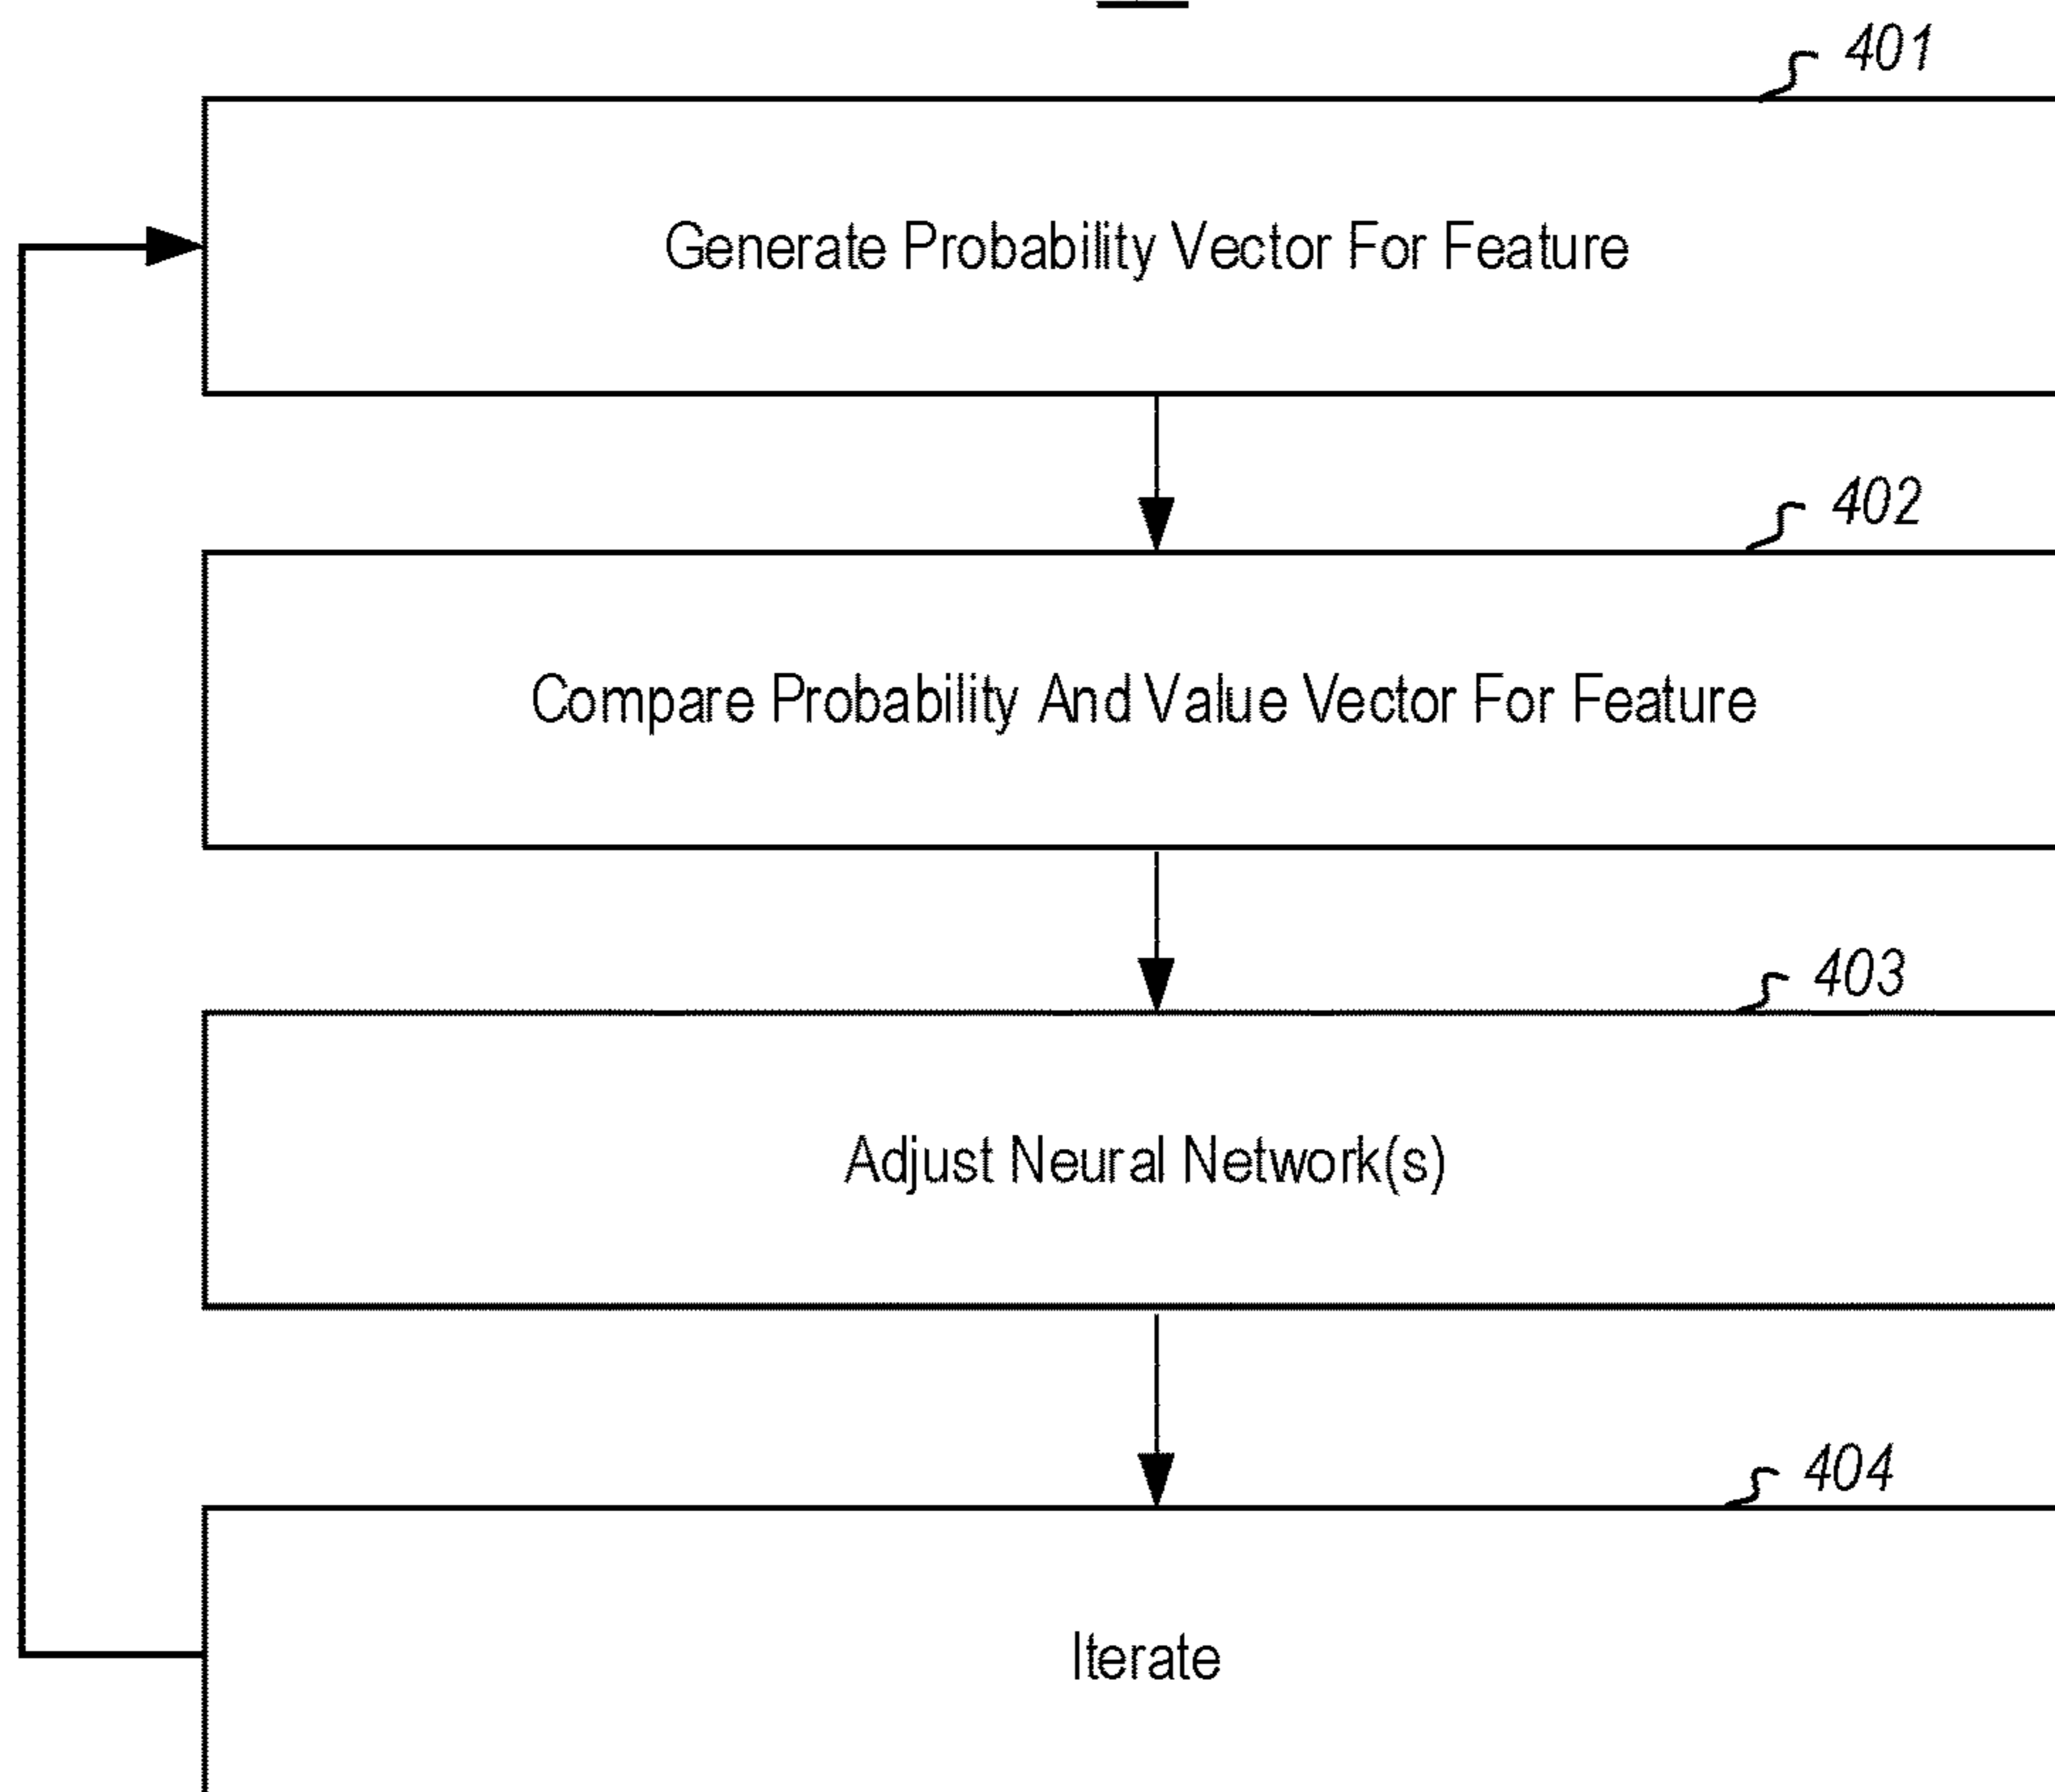 401
Generate Probability Vector For Feature
402
Compare Probability And Value Vector For Feature
403
Adjust Neural Network(s)
404
Iterate